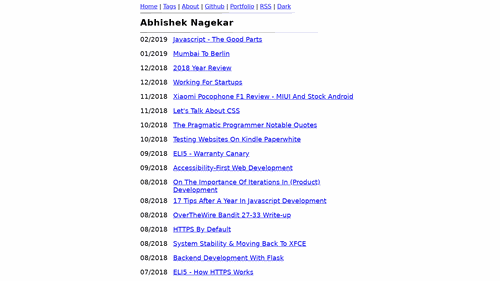 Home | Tags | About | Github | Portfolio | RSS | Dark
Abhishek Nagekar
02/2019 Javascript - The Good Parts
01/2019 Mumbai To Berlin
12/2018 2018 Year Review
12/2018 Working For Startups
11/2018 Xiaomi Pocophone F1 Review - MIUI And Stock Android
11/2018 Let's Talk About CSS
10/2018 The Pragmatic Programmer Notable Quotes
10/2018 Testing Websites On Kindle Paperwhite
09/2018 ELI5 - Warranty Canary
09/2018 Accessibility-First Web Development
08/2018 On The Importance Of Iterations In (Product)
Development
08/2018 17 Tips After A Year In Javascript Development
08/2018 OverTheWire Bandit 27-33 Write-up
08/2018 HTTPS By Default
08/2018 System Stability & Moving Back To XFCE
08/2018 Backend Development With Flask
07/2018 ELI5 - How HTTPS Works